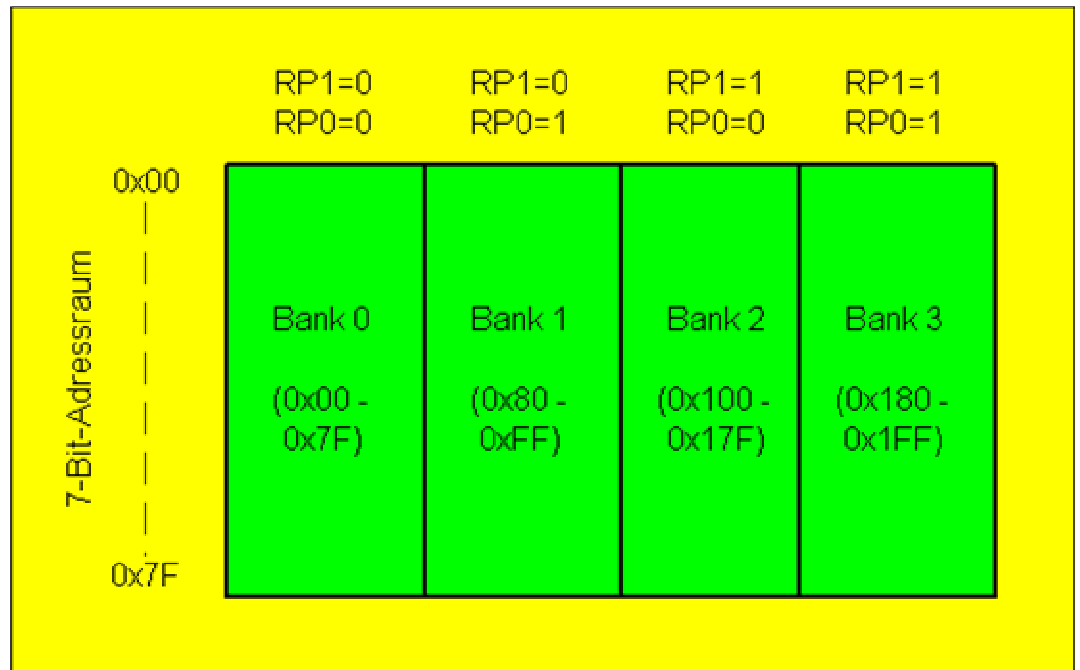 RP1=0 RP1=0 RP1=1 RP1=1
RP0=0 RP0=1 RP0=0 RP0=1
0x00
7-Bit-Adressraum
Bank 0 Bank 1 Bank 2 Bank 3
(0x00 - (0x80 - (0x100 - (0x180 -
0x7F) 0xFF) 0x17F) 0x1FF)
0x7F